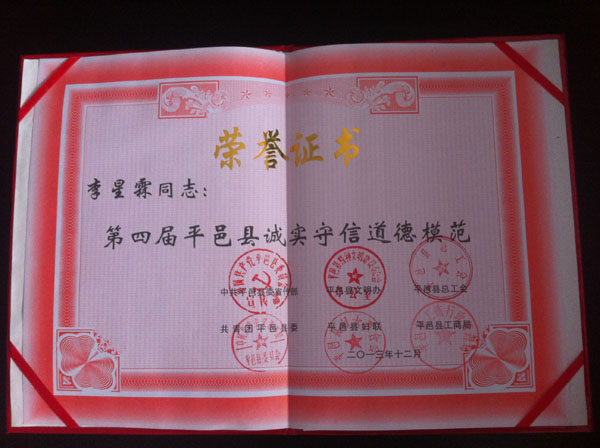 荣誉证书
李星霖同志：
第四届平邑县诚实守信道德模范
中共平邑县委宣传部 平邑县文明办 平邑县总工会
共青团平邑县委 平邑县妇联 平邑县工商局
二〇一三年十二月